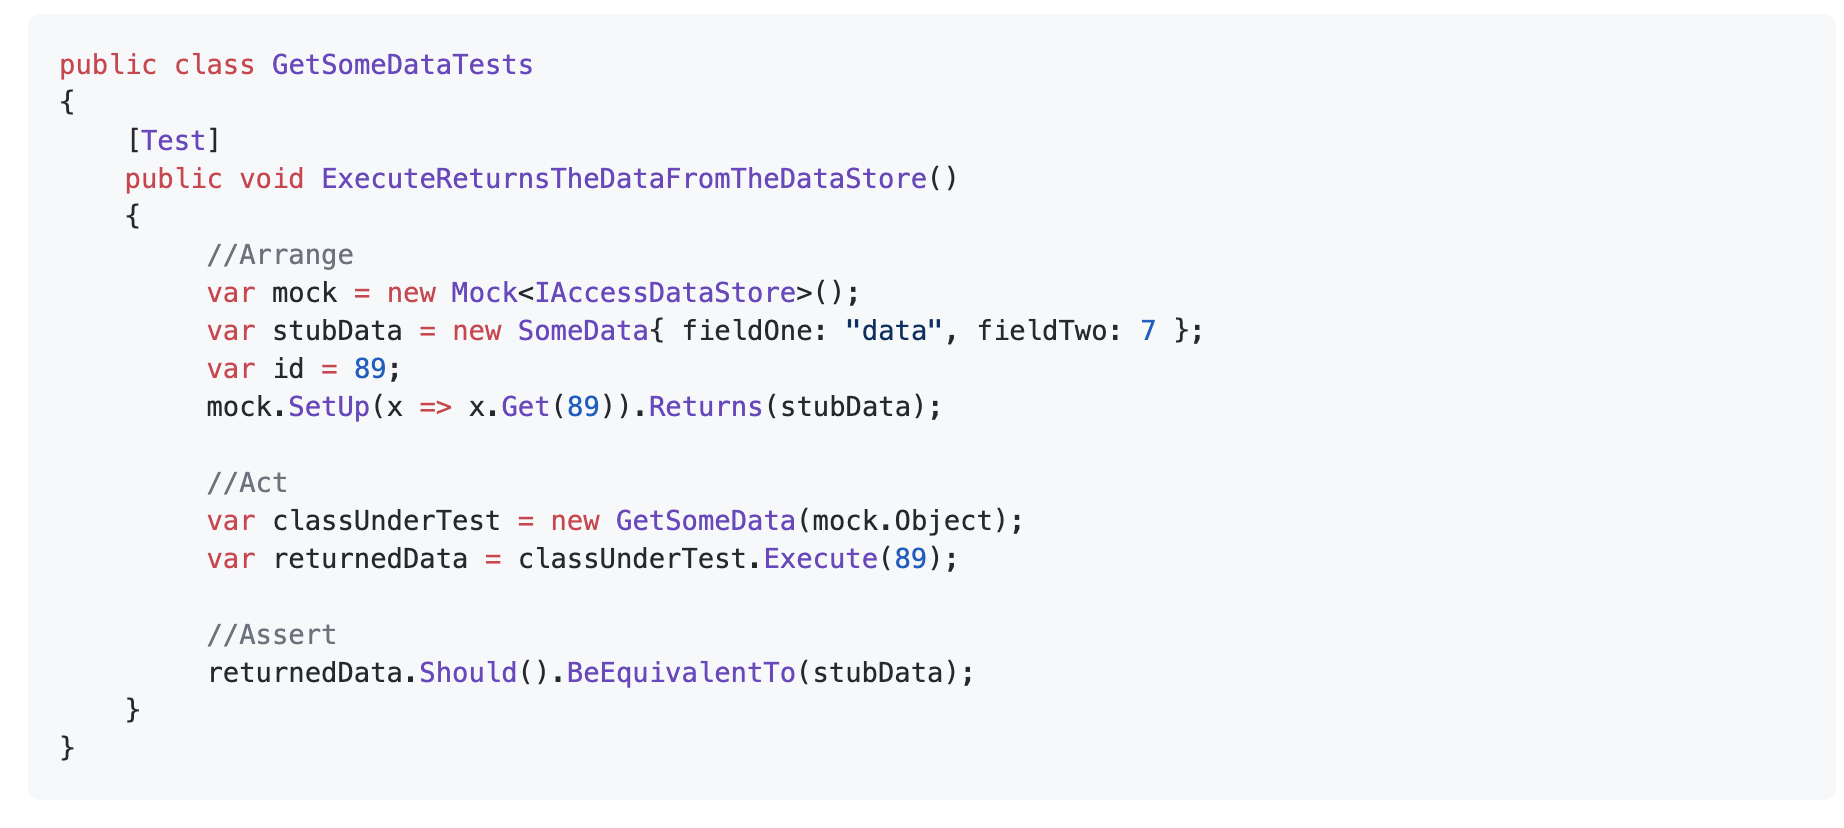 public class GetSomeDataTests
{
    [Test]
    public void ExecuteReturnsTheDataFromTheDataStore()
    {
         //Arrange
         var mock = new Mock<IAccessDataStore>();
         var stubData = new SomeData{ fieldOne: "data", fieldTwo: 7 };
         var id = 89;
         mock.SetUp(x => x.Get(89)).Returns(stubData);

         //Act
         var classUnderTest = new GetSomeData(mock.Object);
         var returnedData = classUnderTest.Execute(89);

         //Assert
         returnedData.Should().BeEquivalentTo(stubData);
    }
}